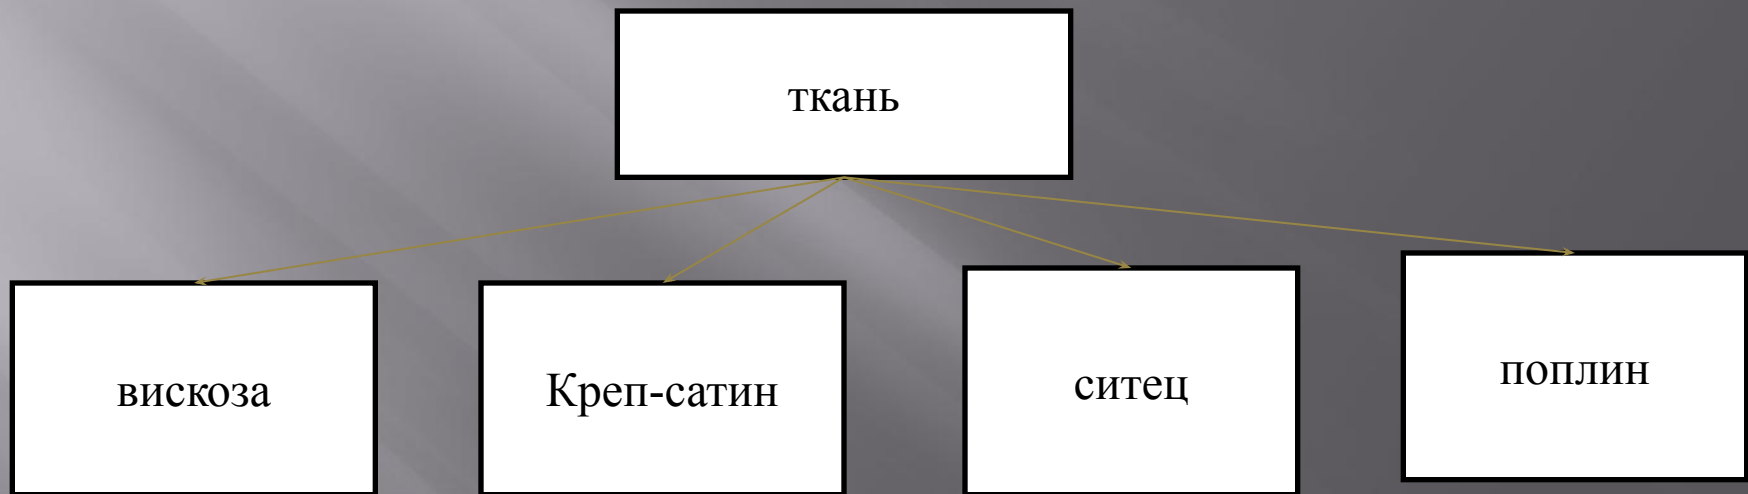 ткань
вискоза
Креп-сатин
ситец
поплин